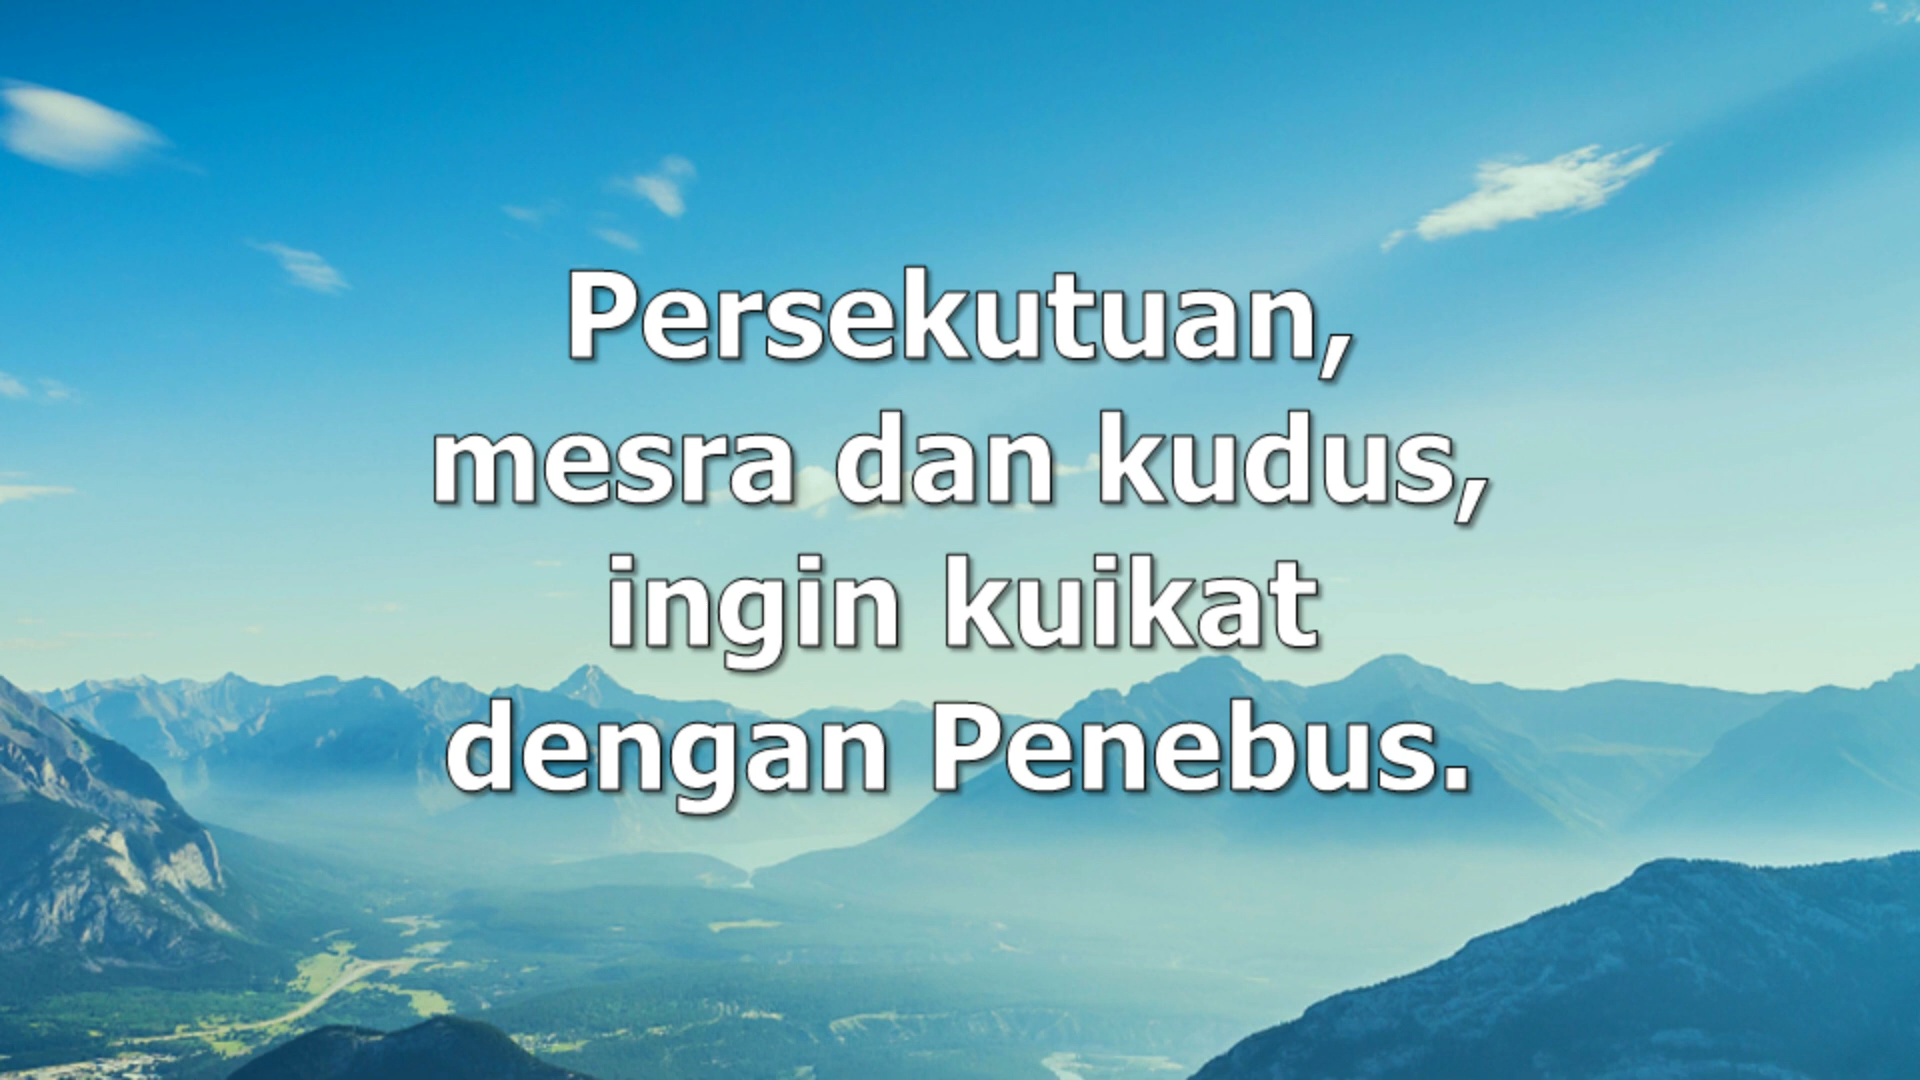 Persekutuan,
mesra dan kudus,
ingin kuikat
dengan Penebus.